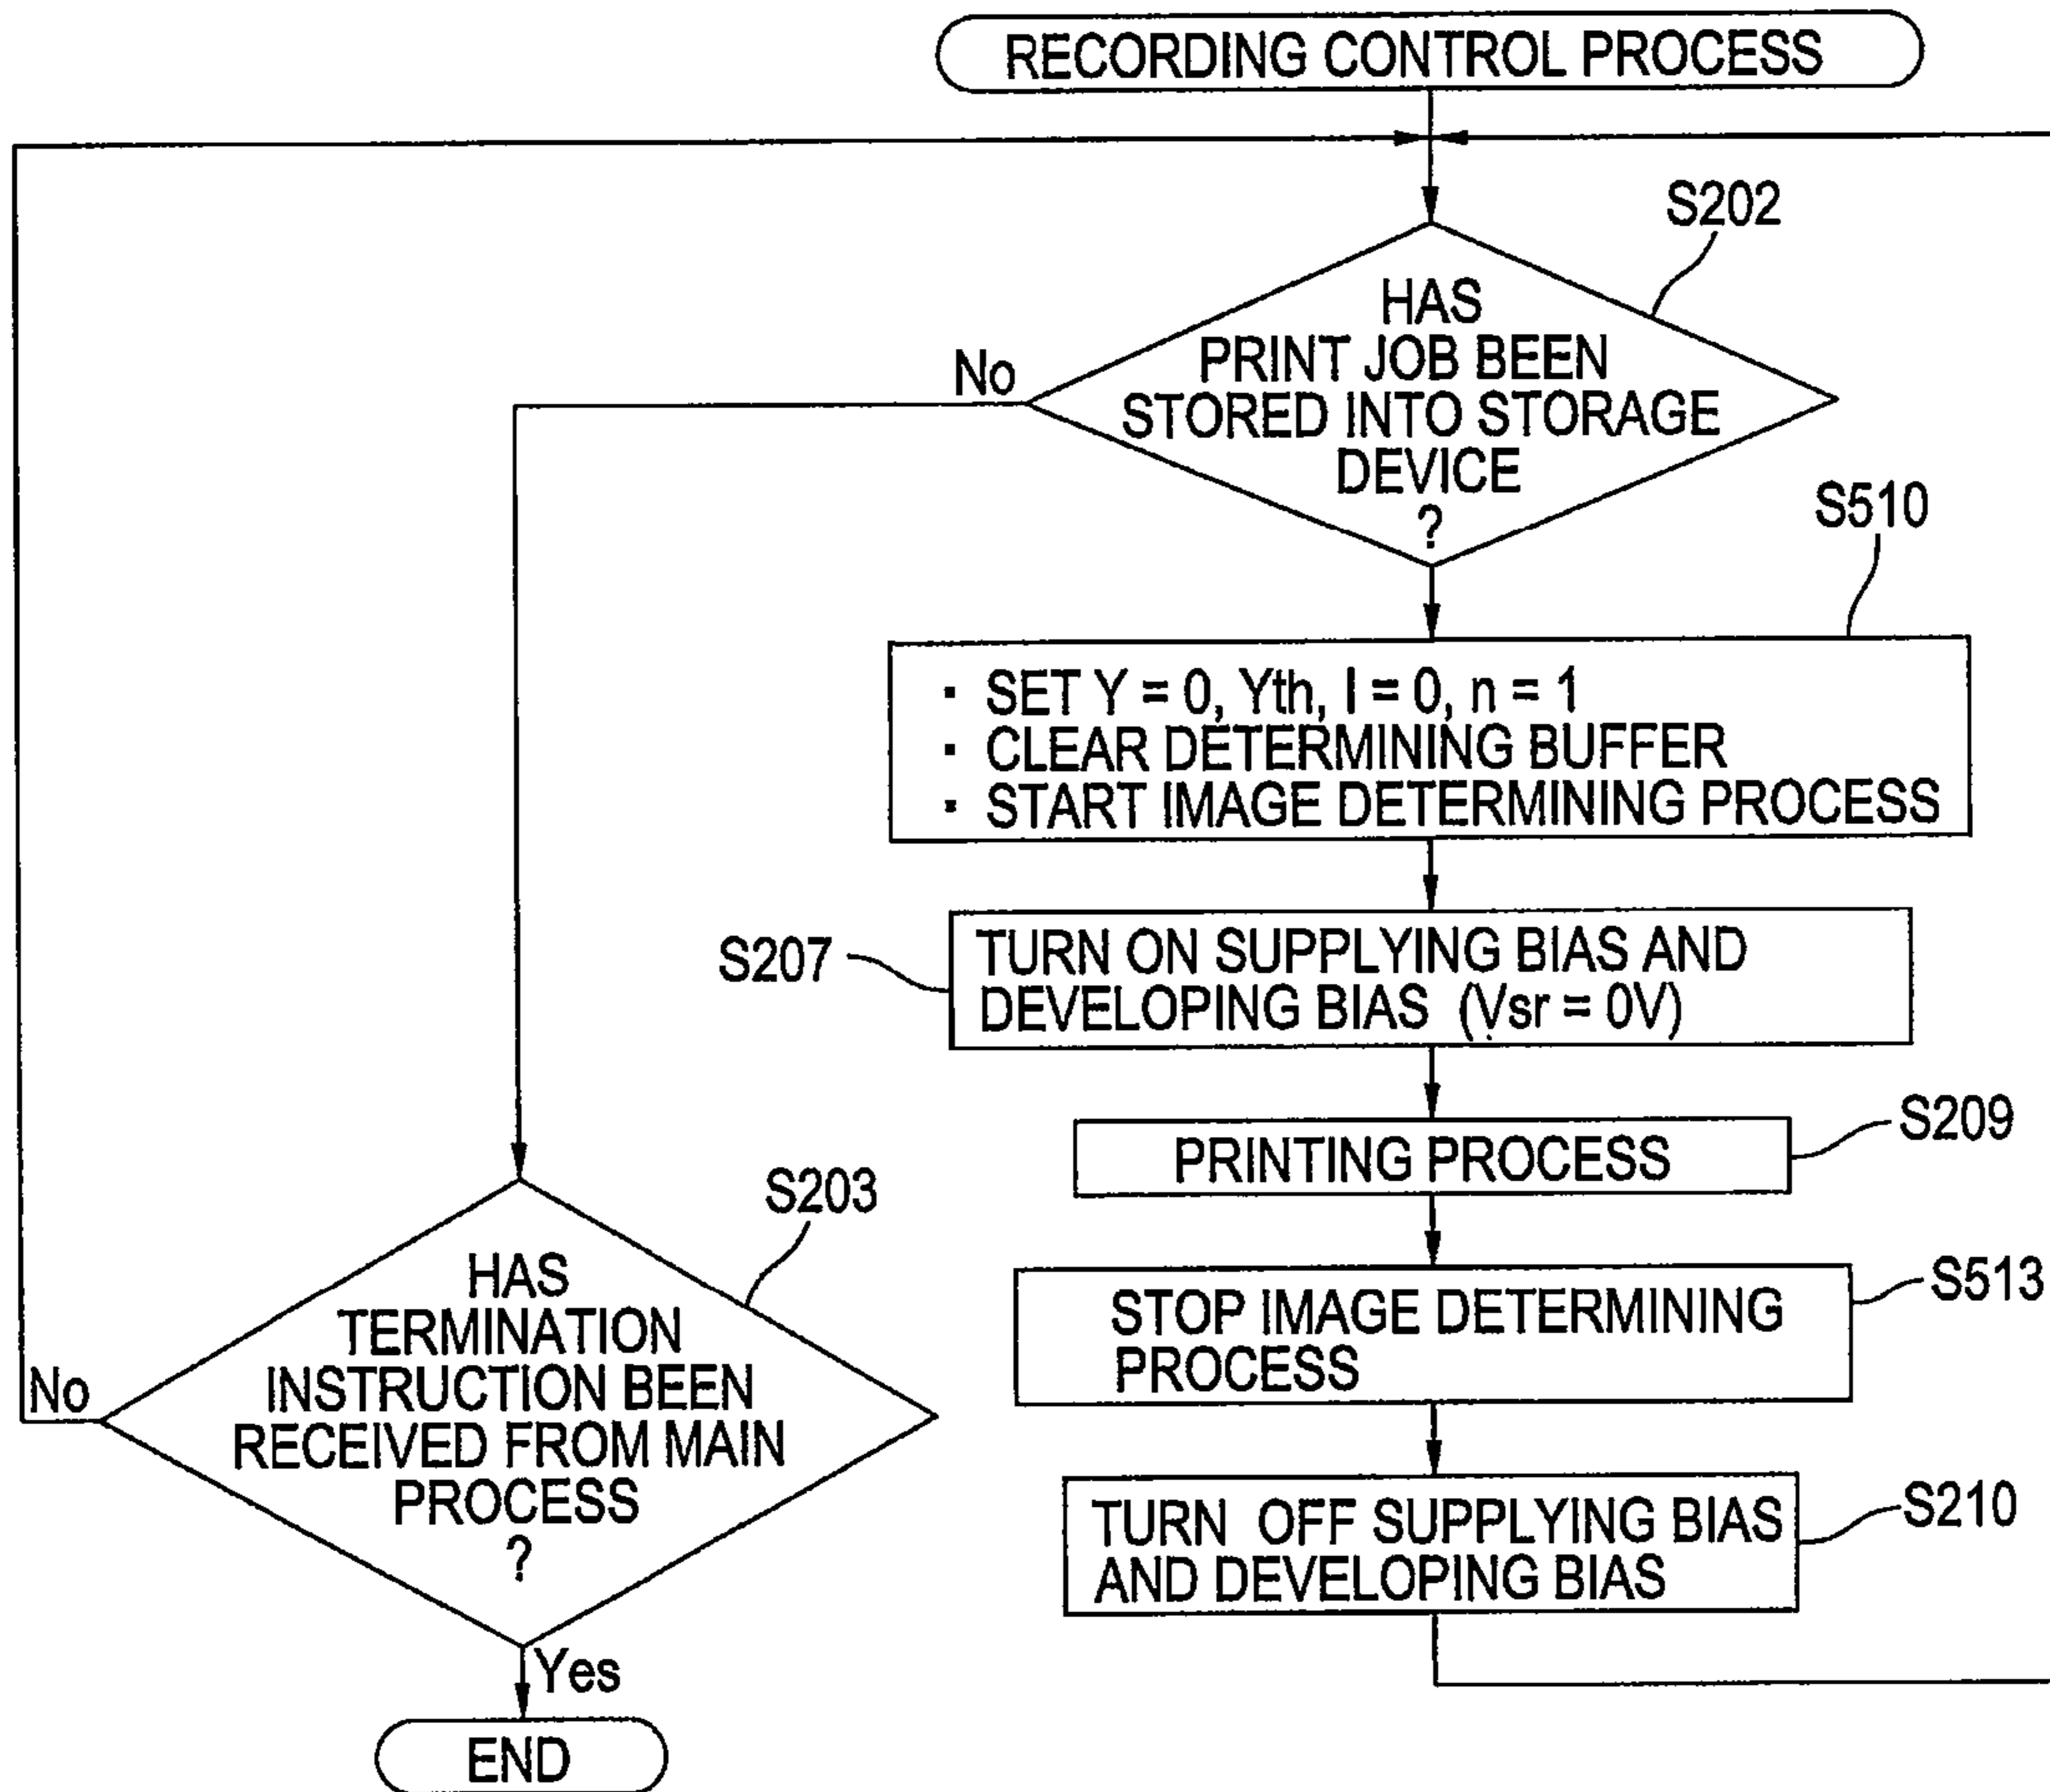 RECORDING CONTROL PROCESS
S202
HAS
PRINT JOB BEEN
STORED INTO STORAGE
DEVICE
?
No
S510
· SET Y = 0, Yth, I = 0, n = 1
· CLEAR DETERMINING BUFFER
· START IMAGE DETERMINING PROCESS
S207
TURN ON SUPPLYING BIAS AND
DEVELOPING BIAS (Vsr = 0V)
S209
PRINTING PROCESS
S513
STOP IMAGE DETERMINING
PROCESS
S210
TURN OFF SUPPLYING BIAS
AND DEVELOPING BIAS
S203
HAS
TERMINATION
INSTRUCTION BEEN
RECEIVED FROM MAIN
PROCESS
?
No
Yes
END